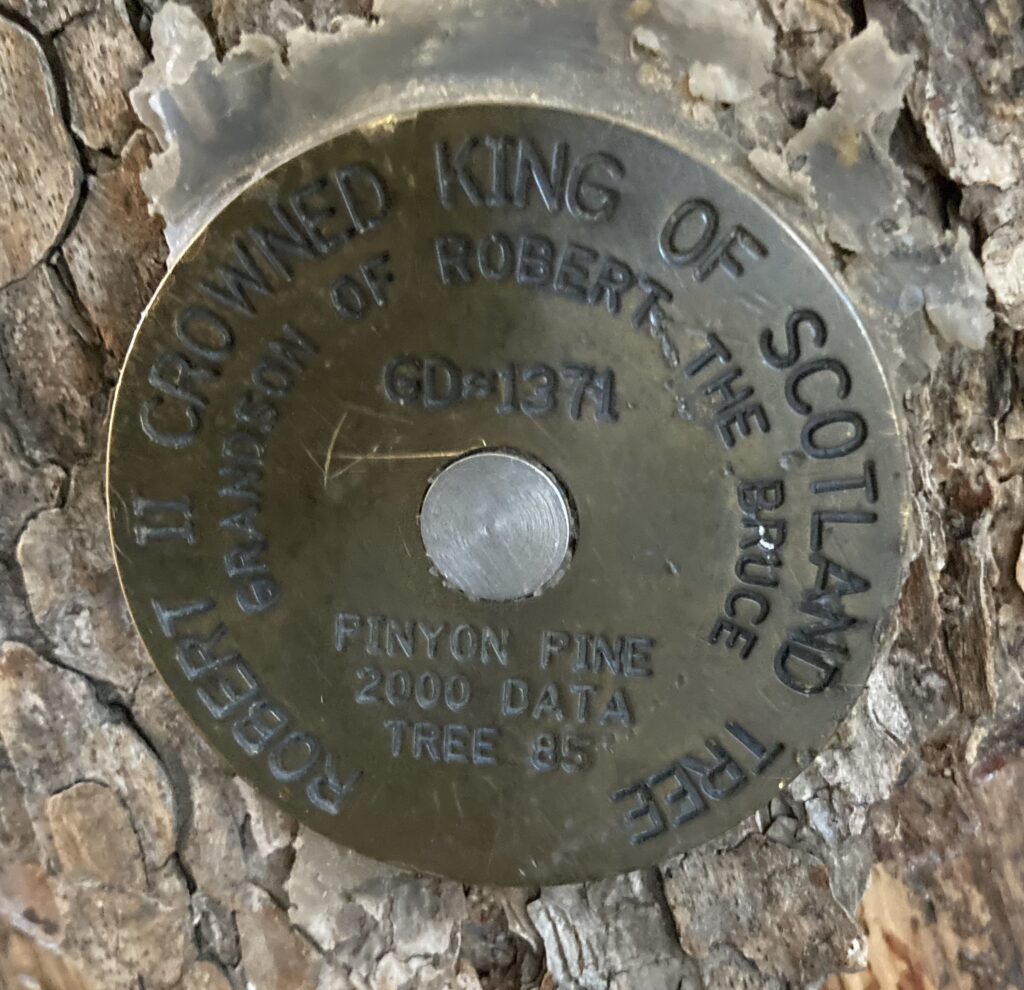 ROBERT II CROWNED KING OF SCOTLAND TREE
GRANDSON OF ROBERT THE BRUCE
GD=1371
PINYON PINE
2000 DATA
TREE 85